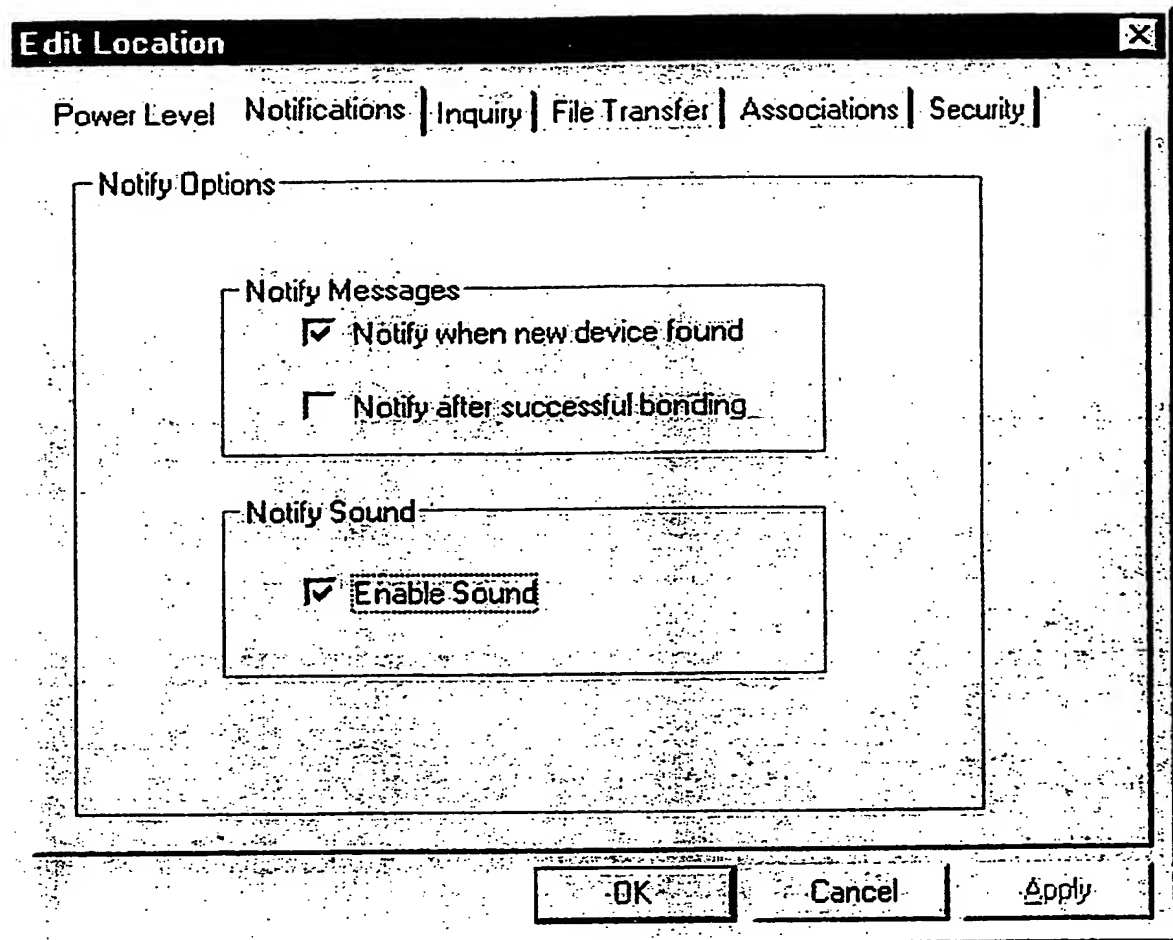 Edit Location
Power Level Notifications Inquiry File Transfer Associations Security
Notify Options
Notify Messages
Notify when new device found
Notify after successful bonding
Notify Sound
Enable Sound
OK Cancel Apply